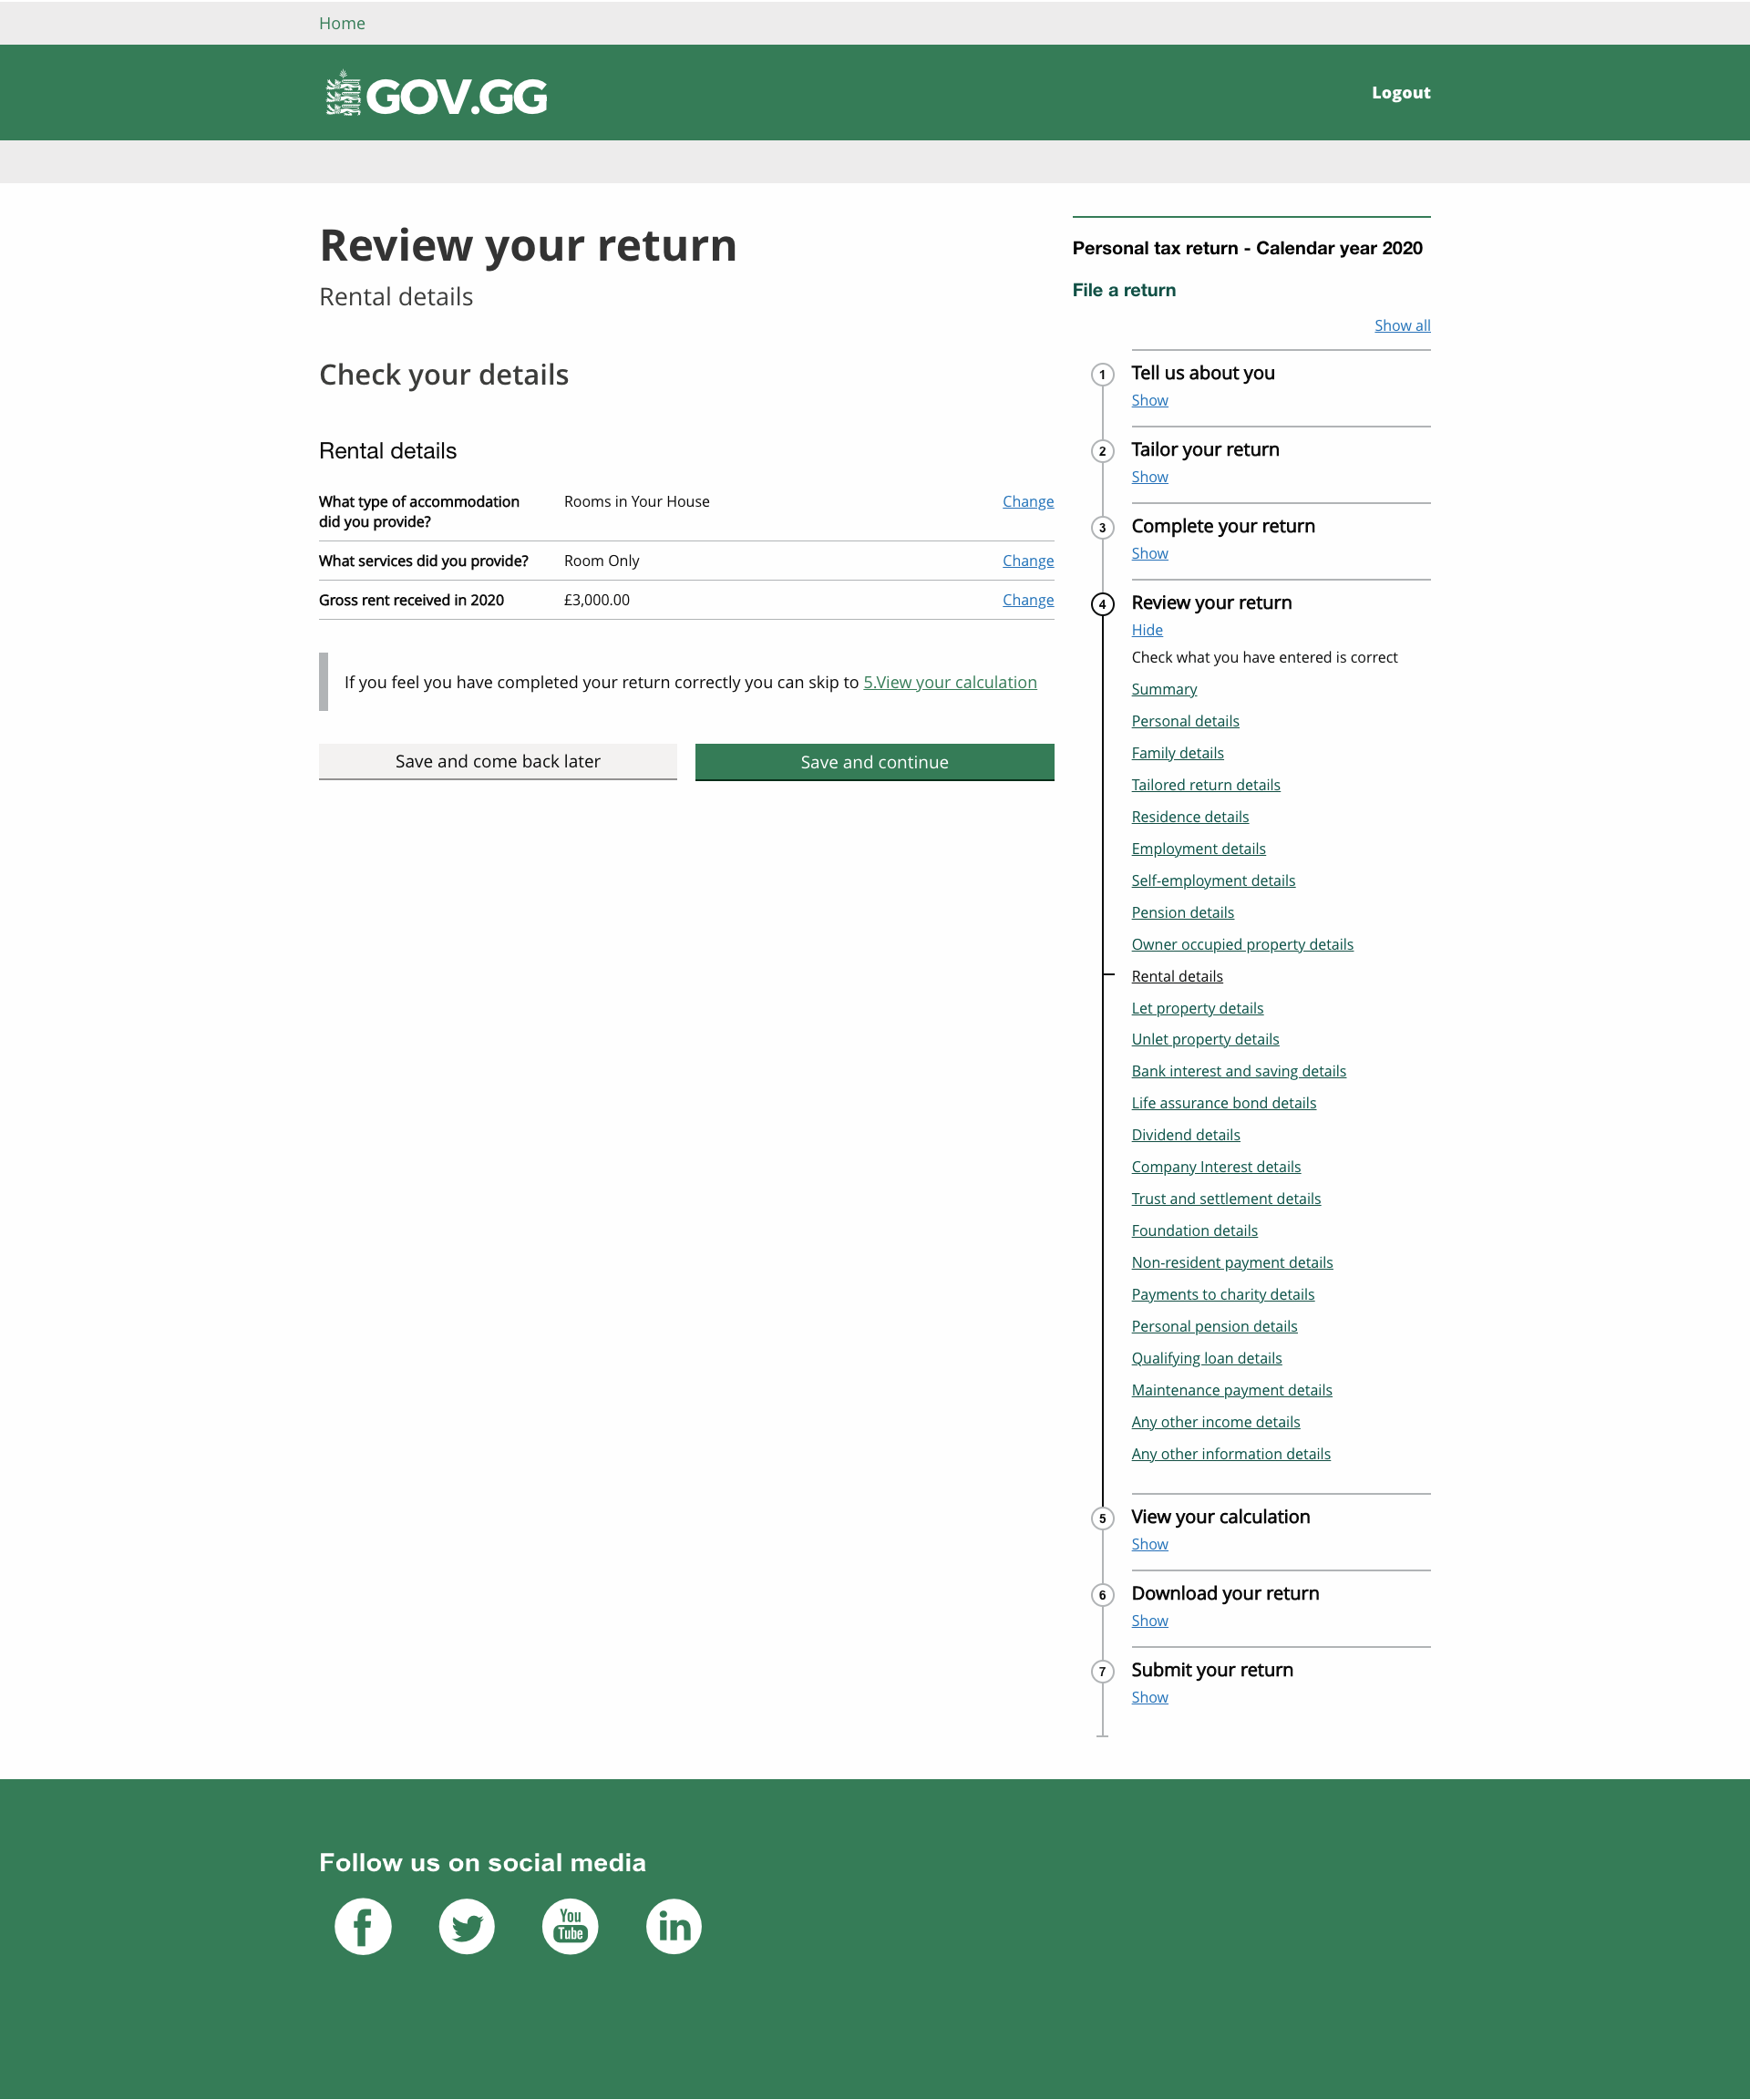 Home
GOV.GG
Logout
Review your return
Rental details
Check your details
Rental details
What type of accommodation
did you provide?
Rooms in Your House
Change
What services did you provide?
Room Only
Change
Gross rent received in 2020
£3,000.00
Change
If you feel you have completed your return correctly you can skip to 5.View your calculation
Save and come back later
Save and continue
Personal tax return - Calendar year 2020
File a return
Show all
1
Tell us about you
Show
2
Tailor your return
Show
3
Complete your return
Show
4
Review your return
Hide
Check what you have entered is correct
Summary
Personal details
Family details
Tailored return details
Residence details
Employment details
Self-employment details
Pension details
Owner occupied property details
Rental details
Let property details
Unlet property details
Bank interest and saving details
Life assurance bond details
Dividend details
Company Interest details
Trust and settlement details
Foundation details
Non-resident payment details
Payments to charity details
Personal pension details
Qualifying loan details
Maintenance payment details
Any other income details
Any other information details
5
View your calculation
Show
6
Download your return
Show
7
Submit your return
Show
Follow us on social media
f
You
Tube
in